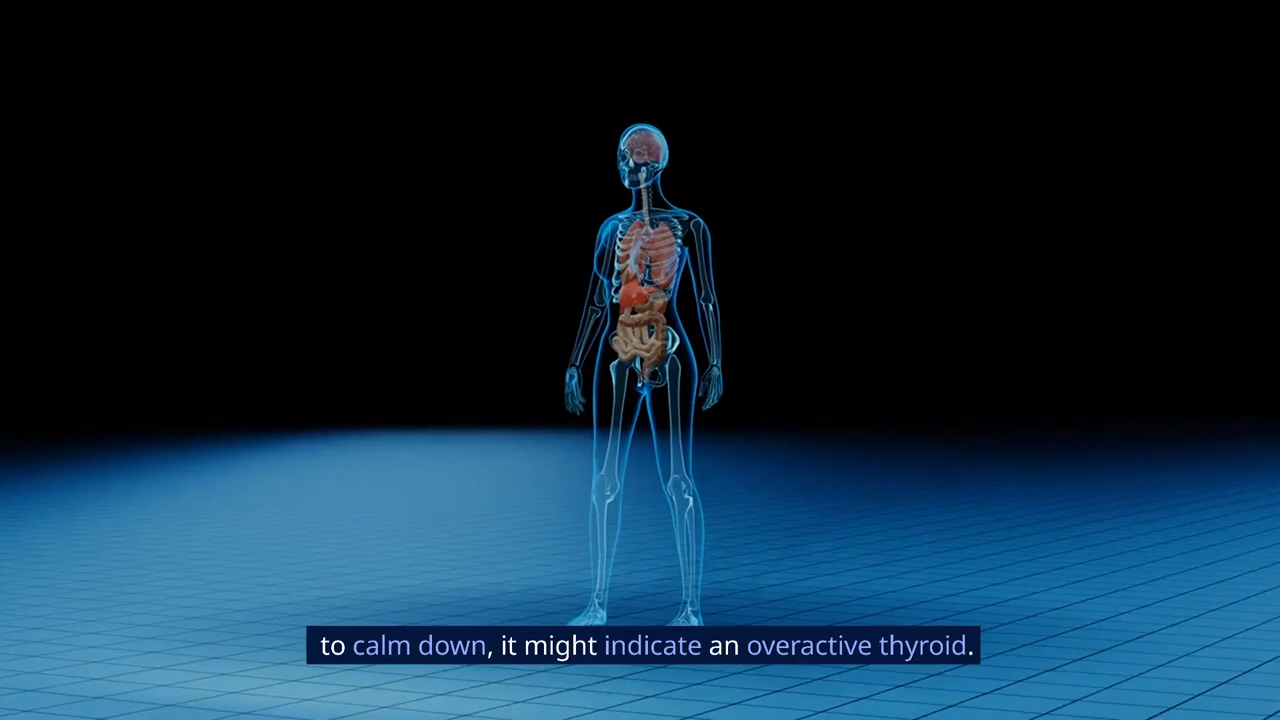 to calm down, it might indicate an overactive thyroid.